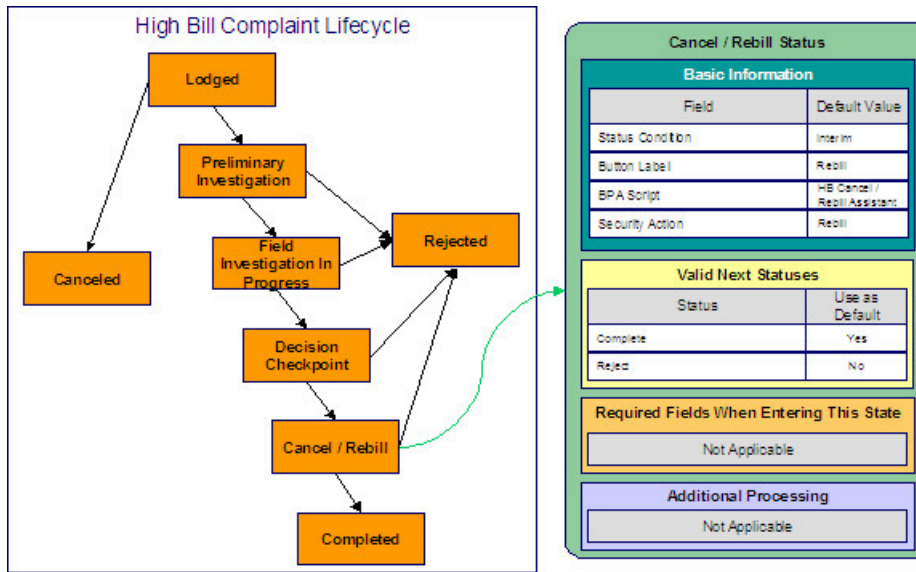 High Bill Complaint Lifecycle
Lodged
Preliminary
Investigation
Field
Investigation In
Progress
Rejected
Canceled
Decision
Checkpoint
Cancel / Rebill
Completed
Cancel / Rebill Status
Basic Information
Field Default Value
Status Condition Interim
Button Label Rebill
BPA Script HB Cancel /
Rebill Assistant
Security Action Rebill
Valid Next Statuses
Status Use as
Default
Complete Yes
Reject No
Required Fields When Entering This State
Not Applicable
Additional Processing
Not Applicable